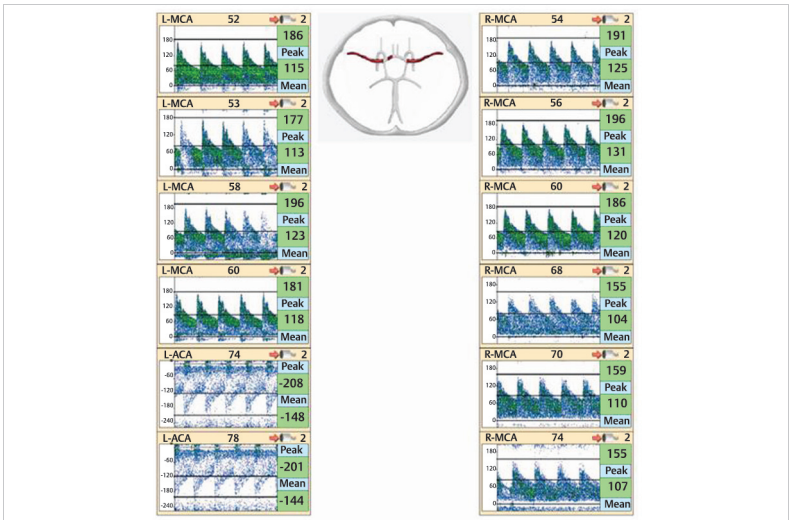 L-MCA 52 2
186
180
Peak
120
115
60
0
Mean
L-MCA 53 2
177
180
Peak
120
113
60
0
Mean
L-MCA 58 2
196
180
Peak
120
123
60
0
Mean
L-MCA 60 2
181
180
Peak
120
118
60
0
Mean
L-ACA 74 2
Peak
-60
-208
-120
Mean
-180
-148
-240
L-ACA 78 2
Peak
-60
-201
-120
Mean
-180
-144
-240
R-MCA 54 2
191
180
Peak
120
125
60
0
Mean
R-MCA 56 2
196
180
Peak
120
131
60
0
Mean
R-MCA 60 2
186
180
Peak
120
120
60
0
Mean
R-MCA 68 2
155
180
Peak
120
104
60
0
Mean
R-MCA 70 2
159
180
Peak
120
110
60
0
Mean
R-MCA 74 2
155
180
Peak
120
107
60
0
Mean